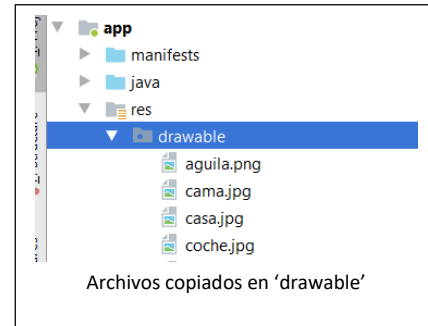 app
manifests
java
res
drawable
aguila.png
cama.jpg
casa.jpg
coche.jpg
Archivos copiados en ‘drawable’